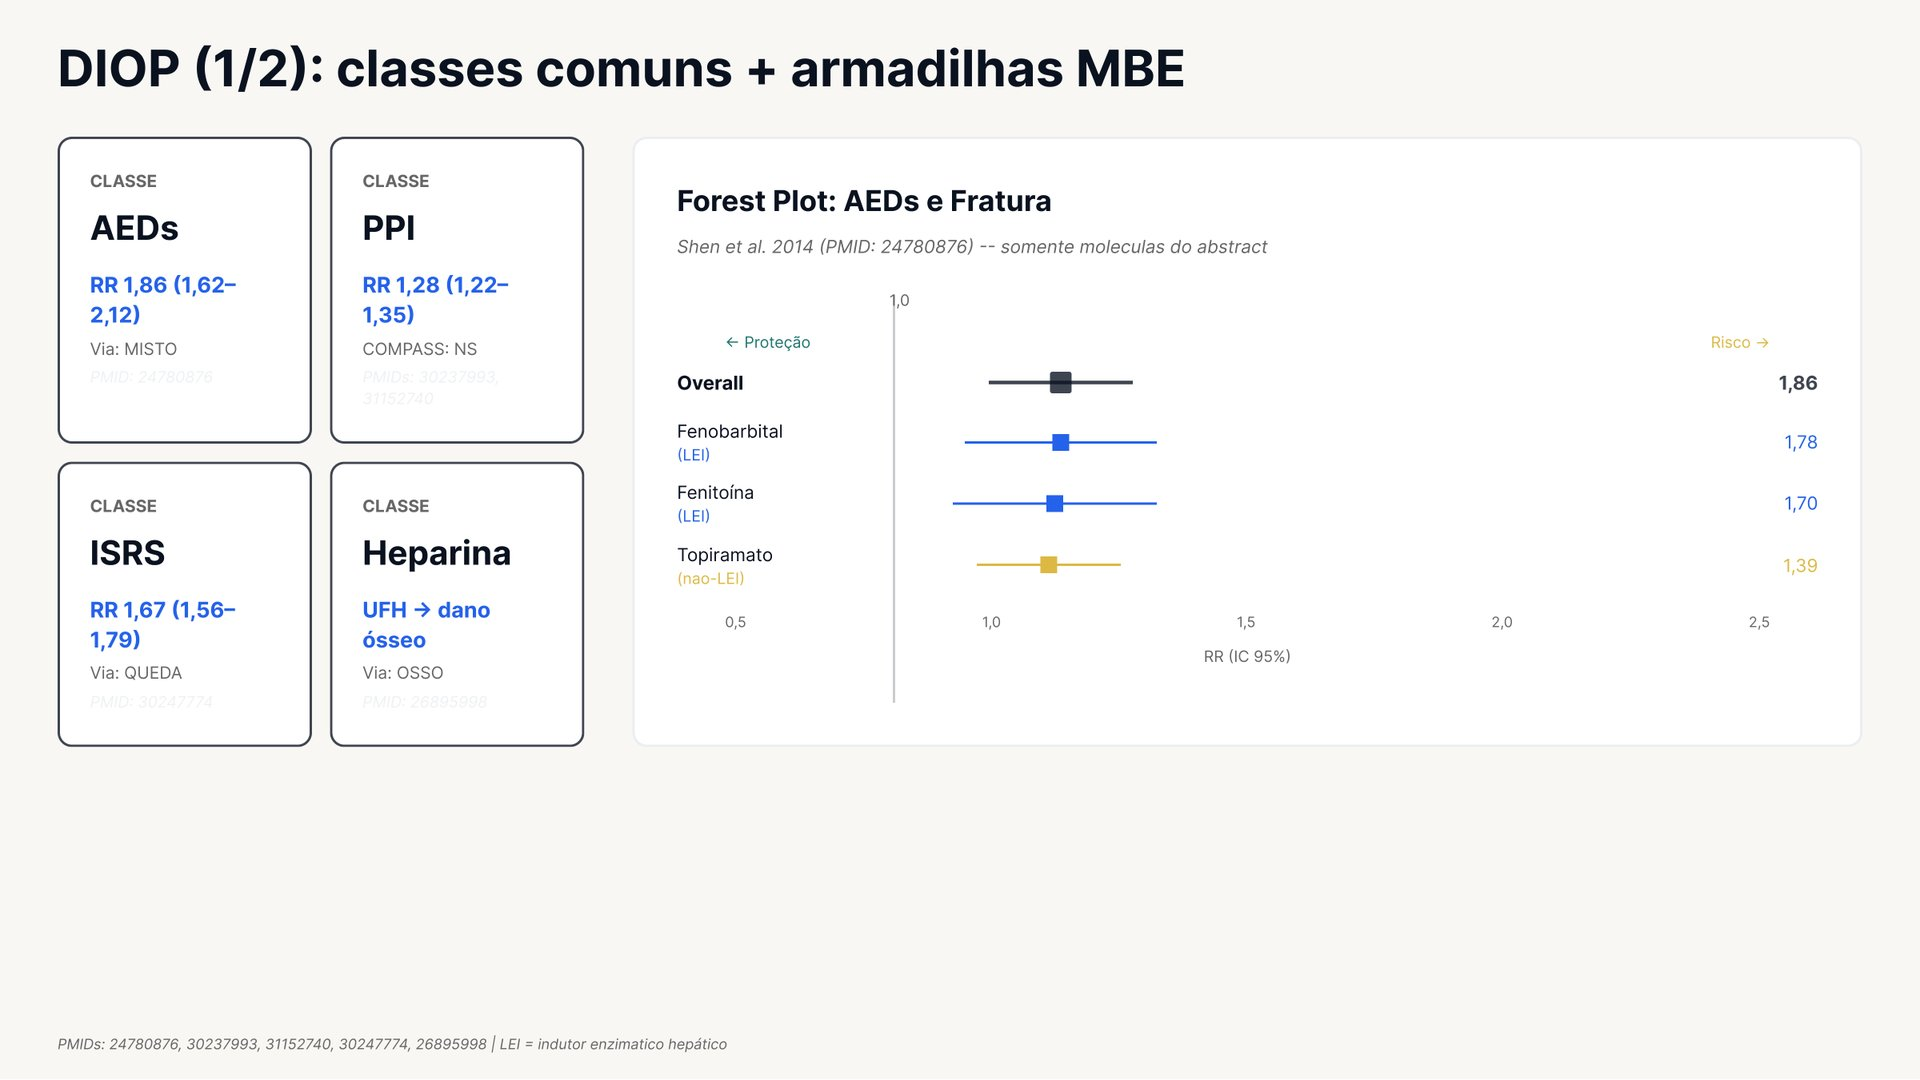 DIOP (1/2): classes comuns + armadilhas MBE
CLASSE
AEDs
RR 1,86 (1,62–
2,12)
Via: MISTO
PMID: 24780876
CLASSE
PPI
RR 1,28 (1,22–
1,35)
COMPASS: NS
PMIDs: 30237993,
31152740
CLASSE
ISRS
RR 1,67 (1,56–
1,79)
Via: QUEDA
PMID: 30247774
CLASSE
Heparina
UFH → dano
ósseo
Via: OSSO
PMID: 26895998
Forest Plot: AEDs e Fratura
Shen et al. 2014 (PMID: 24780876) -- somente moleculas do abstract
1,0
← Proteção
Risco →
Overall
1,86
Fenobarbital
(LEI)
1,78
Fenitoína
(LEI)
1,70
Topiramato
(nao-LEI)
1,39
0,5 1,0 1,5 2,0 2,5
RR (IC 95%)
PMIDs: 24780876, 30237993, 31152740, 30247774, 26895998 | LEI = indutor enzimatico hepático